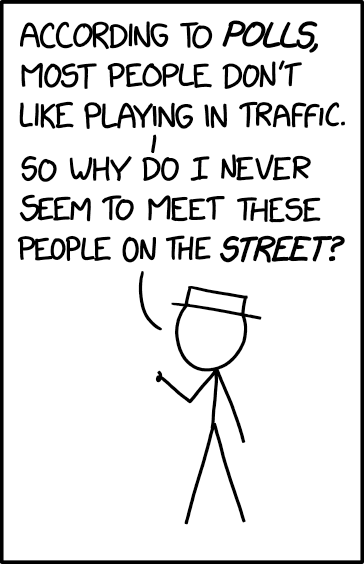 ACCORDING TO POLLS,
MOST PEOPLE DON'T
LIKE PLAYING IN TRAFFIC.
SO WHY DO I NEVER
SEEM TO MEET THESE
PEOPLE ON THE STREET?